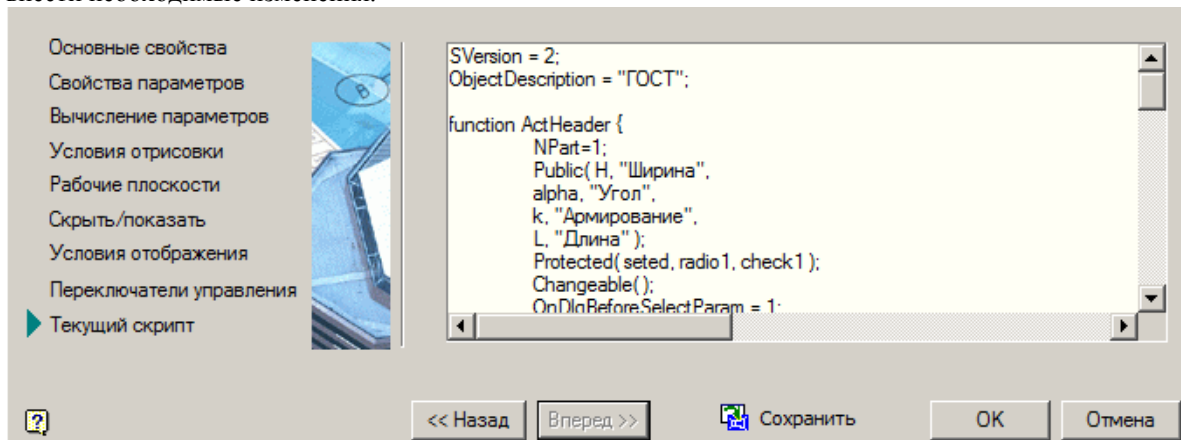 Основные свойства
Свойства параметров
Вычисление параметров
Условия отрисовки
Рабочие плоскости
Скрыть/показать
Условия отображения
Переключатели управления
Текущий скрипт
SVersion = 2;
ObjectDescription = "ГОСТ";
function ActHeader {
NPart=1;
Public( H, "Ширина",
alpha, "Угол",
k, "Армирование",
L, "Длина" );
Protected( seted, radio1, check1 );
Changeable( );
OnDlgBeforeSelectParam = 1;
<< Назад
Вперед >>
Сохранить
OK
Отмена